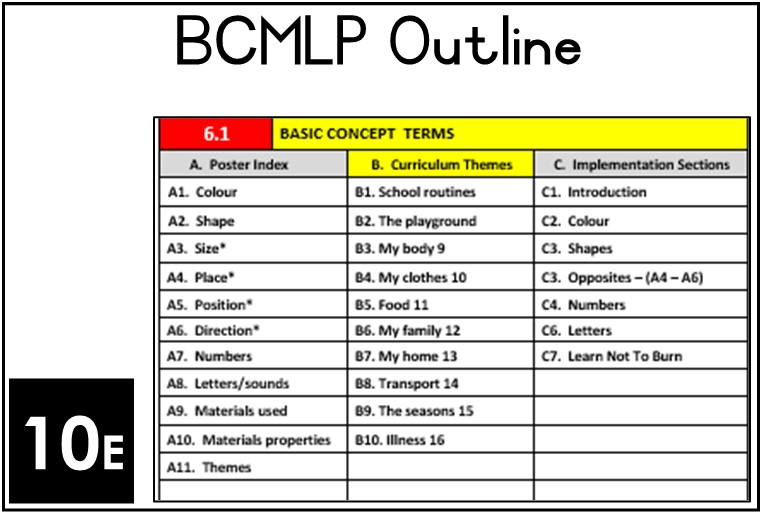 BCMLP Outline
6.1 BASIC CONCEPT TERMS
A. Poster Index B. Curriculum Themes C. Implementation Sections
A1. Colour B1. School routines C1. Introduction
A2. Shape B2. The playground C2. Colour
A3. Size* B3. My body 9 C3. Shapes
A4. Place* B4. My clothes 10 C3. Opposites – (A4 – A6)
A5. Position* B5. Food 11 C4. Numbers
A6. Direction* B6. My family 12 C6. Letters
A7. Numbers B7. My home 13 C7. Learn Not To Burn
A8. Letters/sounds B8. Transport 14
A9. Materials used B9. The seasons 15
A10. Materials properties B10. Illness 16
A11. Themes
10E